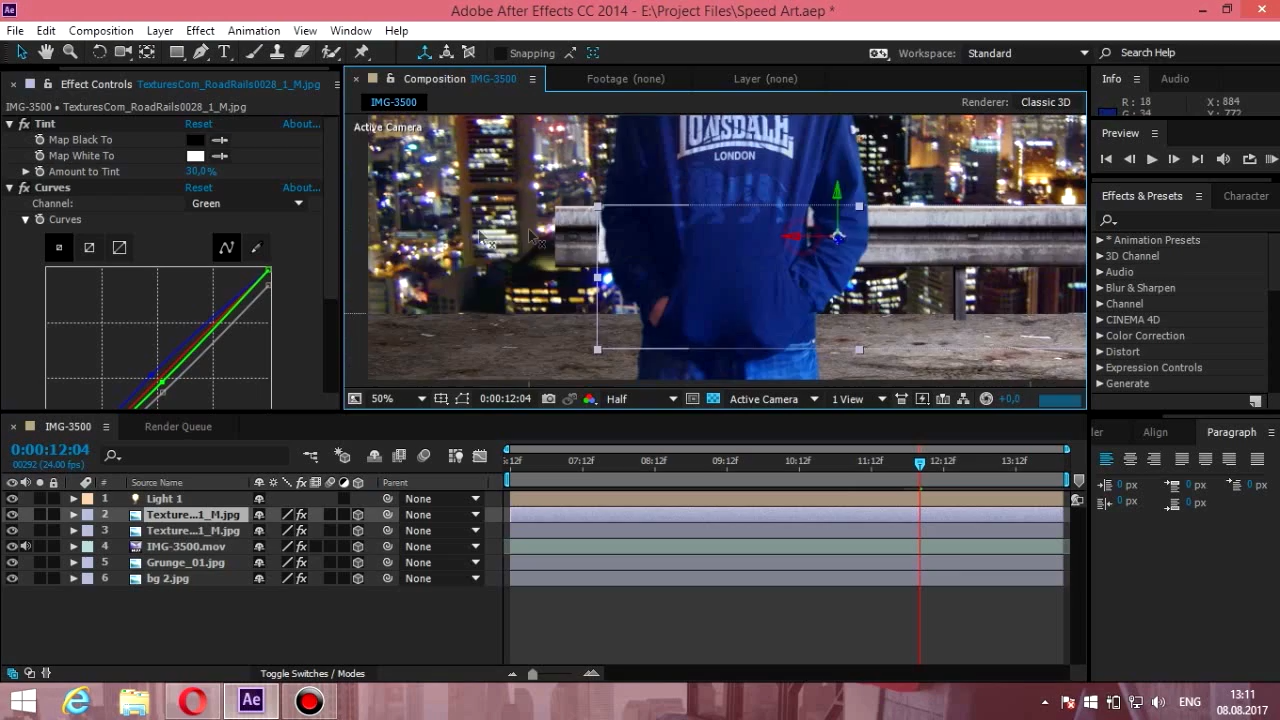 Adobe After Effects CC 2014 - E:\Project Files\Speed Art.aep *
File Edit Composition Layer Effect Animation View Window Help
Snapping Workspace: Standard Search Help
Effect Controls TexturesCom_RoadRails0028_1_M.jpg
Composition IMG-3500 Footage (none) Layer (none)
Info Audio
IMG-3500 • TexturesCom_RoadRails0028_1_M.jpg
IMG-3500 Renderer: Classic 3D
R : 18 X : 884
G : 34 Y : 772
Tint Reset About...
Active Camera
Preview
Map Black To
LONSDALE
LONDON
Map White To
Amount to Tint 30,0%
Curves Reset About...
Channel: Green
Curves
Effects & Presets Character
* Animation Presets
3D Channel
Audio
Blur & Sharpen
Channel
CINEMA 4D
Color Correction
Distort
Expression Controls
Generate
50% 0:00:12:04 Half Active Camera 1 View +0,0
IMG-3500 Render Queue
Align Paragraph
0:00:12:04
00292 (24.00 fps)
07:12f 08:12f 09:12f 10:12f 11:12f 12:12f 13:12f
# Source Name Parent
0 px 0 px 0 px
0 px 0 px
1 Light 1 None
2 Texture...1_M.jpg None
3 Texture...1_M.jpg None
4 IMG-3500.mov None
5 Grunge_01.jpg None
6 bg 2.jpg None
Toggle Switches / Modes
Ae ENG 13:11
08.08.2017